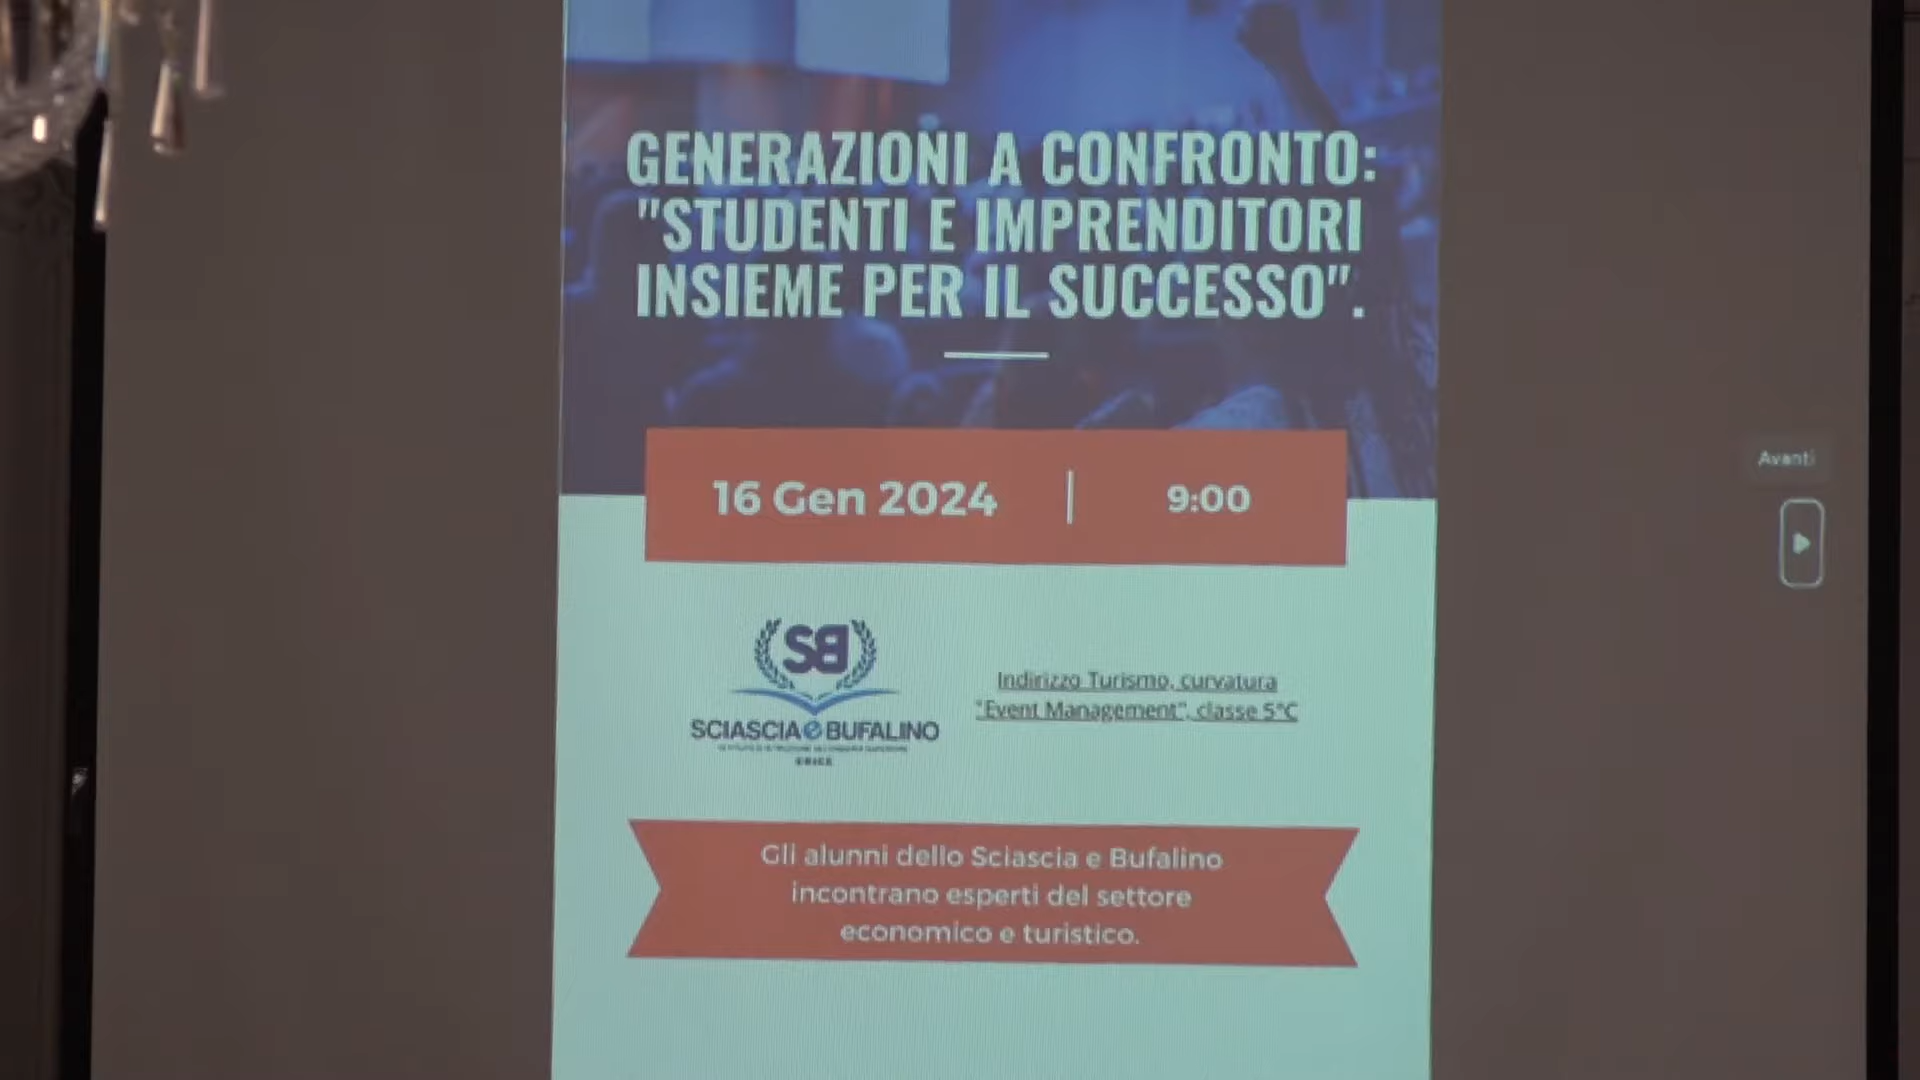 GENERAZIONI A CONFRONTO:
"STUDENTI E IMPRENDITORI
INSIEME PER IL SUCCESSO".
16 Gen 2024 | 9:00
Avanti
SB
SCIASCIA e BUFALINO
ERICE
Indirizzo Turismo, curvatura
"Event Management", classe 5°C
Gli alunni dello Sciascia e Bufalino
incontrano esperti del settore
economico e turistico.